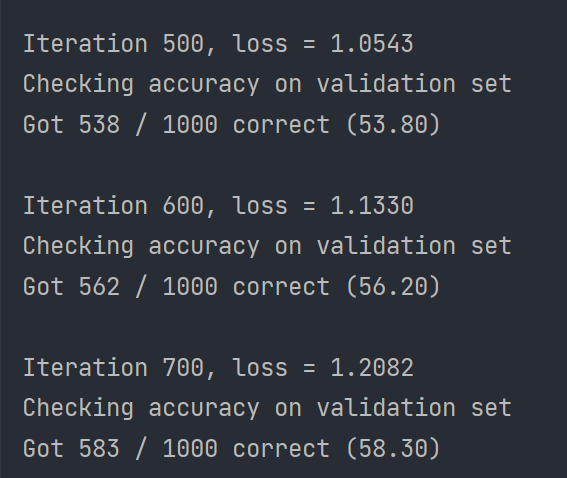 Iteration 500, loss = 1.0543
Checking accuracy on validation set
Got 538 / 1000 correct (53.80)
Iteration 600, loss = 1.1330
Checking accuracy on validation set
Got 562 / 1000 correct (56.20)
Iteration 700, loss = 1.2082
Checking accuracy on validation set
Got 583 / 1000 correct (58.30)